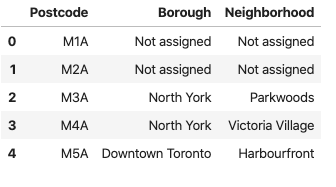 Postcode Borough Neighborhood
0 M1A Not assigned Not assigned
1 M2A Not assigned Not assigned
2 M3A North York Parkwoods
3 M4A North York Victoria Village
4 M5A Downtown Toronto Harbourfront